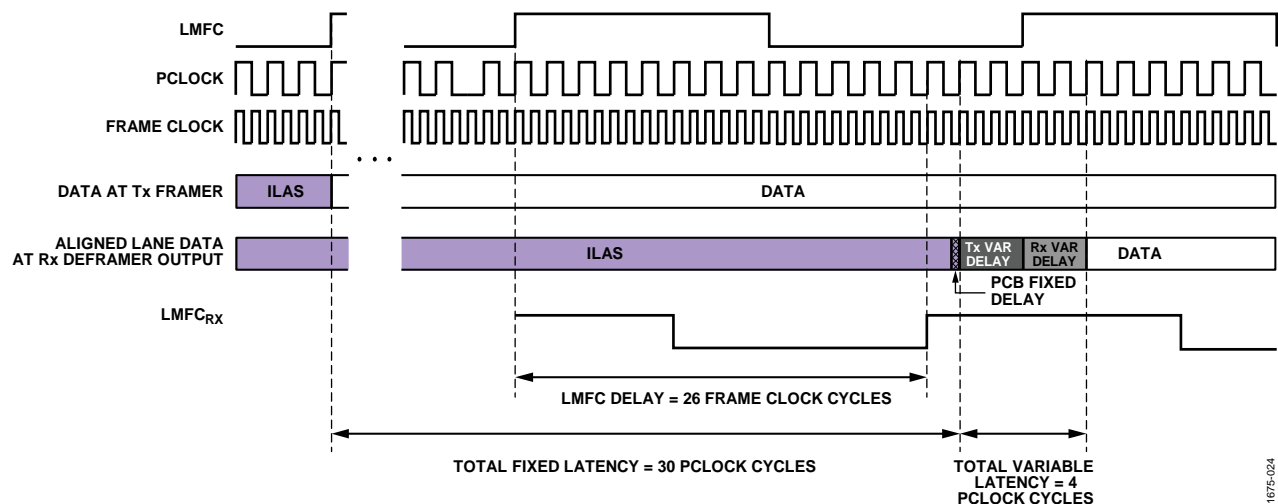 LMFC
PCLOCK
FRAME CLOCK
...
DATA AT Tx FRAMER
ILAS
DATA
ALIGNED LANE DATA
AT Rx DEFRAMER OUTPUT
ILAS
Tx VAR
DELAY
Rx VAR
DELAY
DATA
PCB FIXED
DELAY
LMFCRX
LMFC DELAY = 26 FRAME CLOCK CYCLES
TOTAL FIXED LATENCY = 30 PCLOCK CYCLES
TOTAL VARIABLE
LATENCY = 4
PCLOCK CYCLES
1675-024